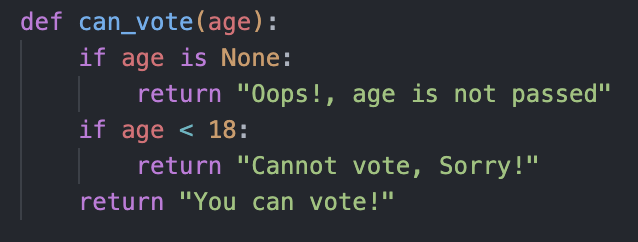 def can_vote(age):
    if age is None:
        return "Oops!, age is not passed"
    if age < 18:
        return "Cannot vote, Sorry!"
    return "You can vote!"